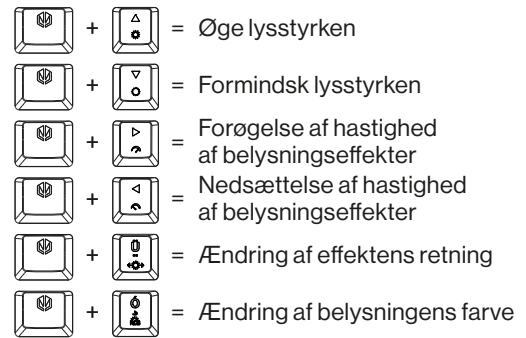 + = Øge lysstyrken
+ = Formindsk lysstyrken
+ = Forøgelse af hastighed
af belysningseffekter
+ = Nedsættelse af hastighed
af belysningseffekter
+ = Ændring af effektens retning
+ = Ændring af belysningens farve